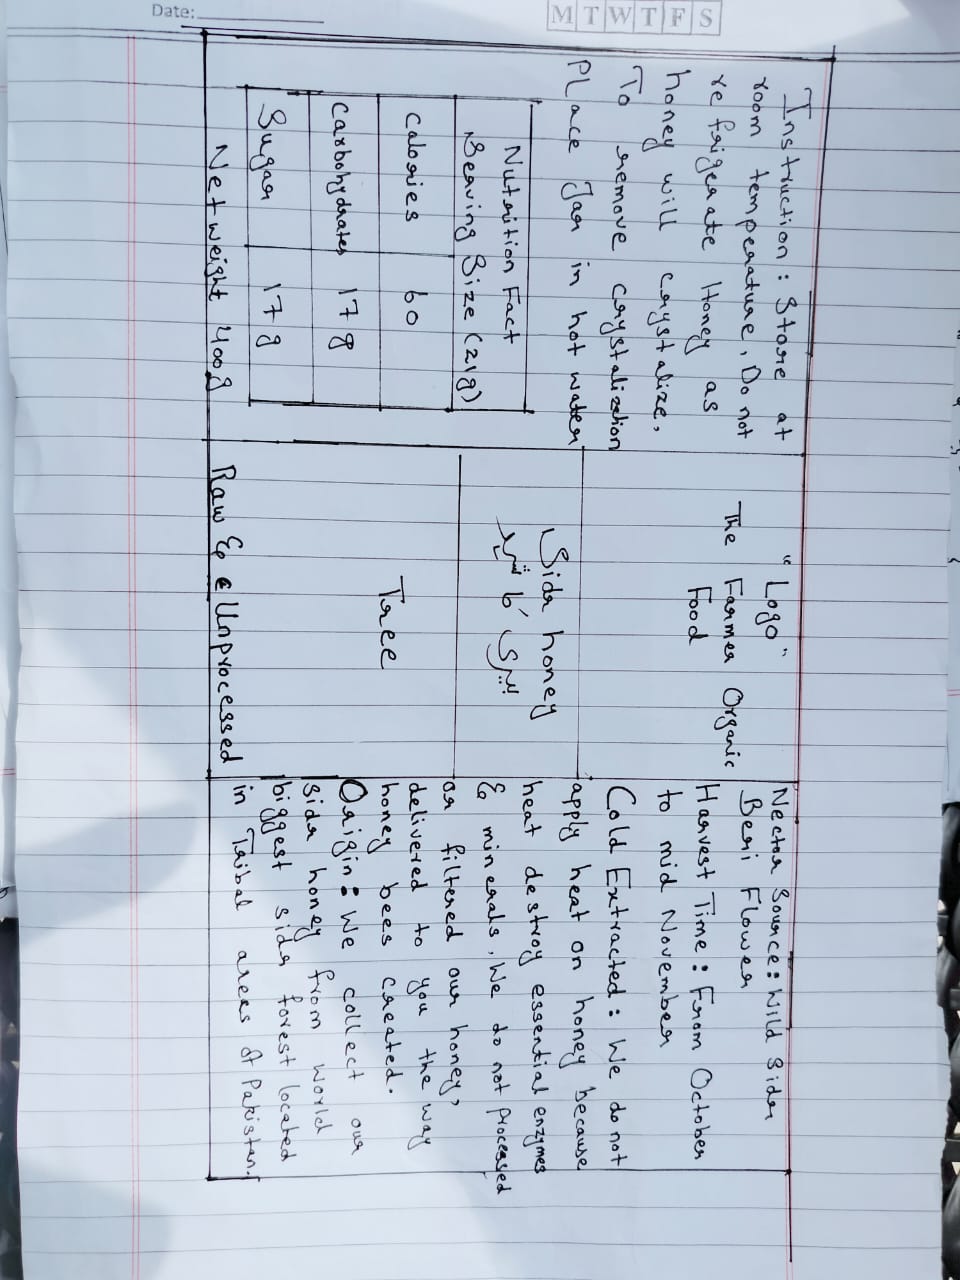 Instruction: Store at
room temperature. Do not
refrigerate Honey as
honey will crystalize.
To remove crystalization
Place Jar in hot water
Nutrition Fact
Serving Size (21g)
Calories 60
Carbohydrates 17 g
Sugar 17 g
Net weight 400g
"Logo"
The Farmer Organic
Food
Sidr honey
بیری کا شہد
Tree
Raw & Unprocessed
Nector Source: Wild Sidr
Beri Flower
Harvest Time: From October
to mid November
Cold Extracted: We do not
apply heat on honey because
heat destroy essential enzymes
& minerals. We do not processed
or filtered our honey,
delivered to you the way
honey bees created.
Origin: We collect our
sidr honey from world
biggest sidr forest located
in Tribal areas of Pakistan.
M T W T F S
Date: